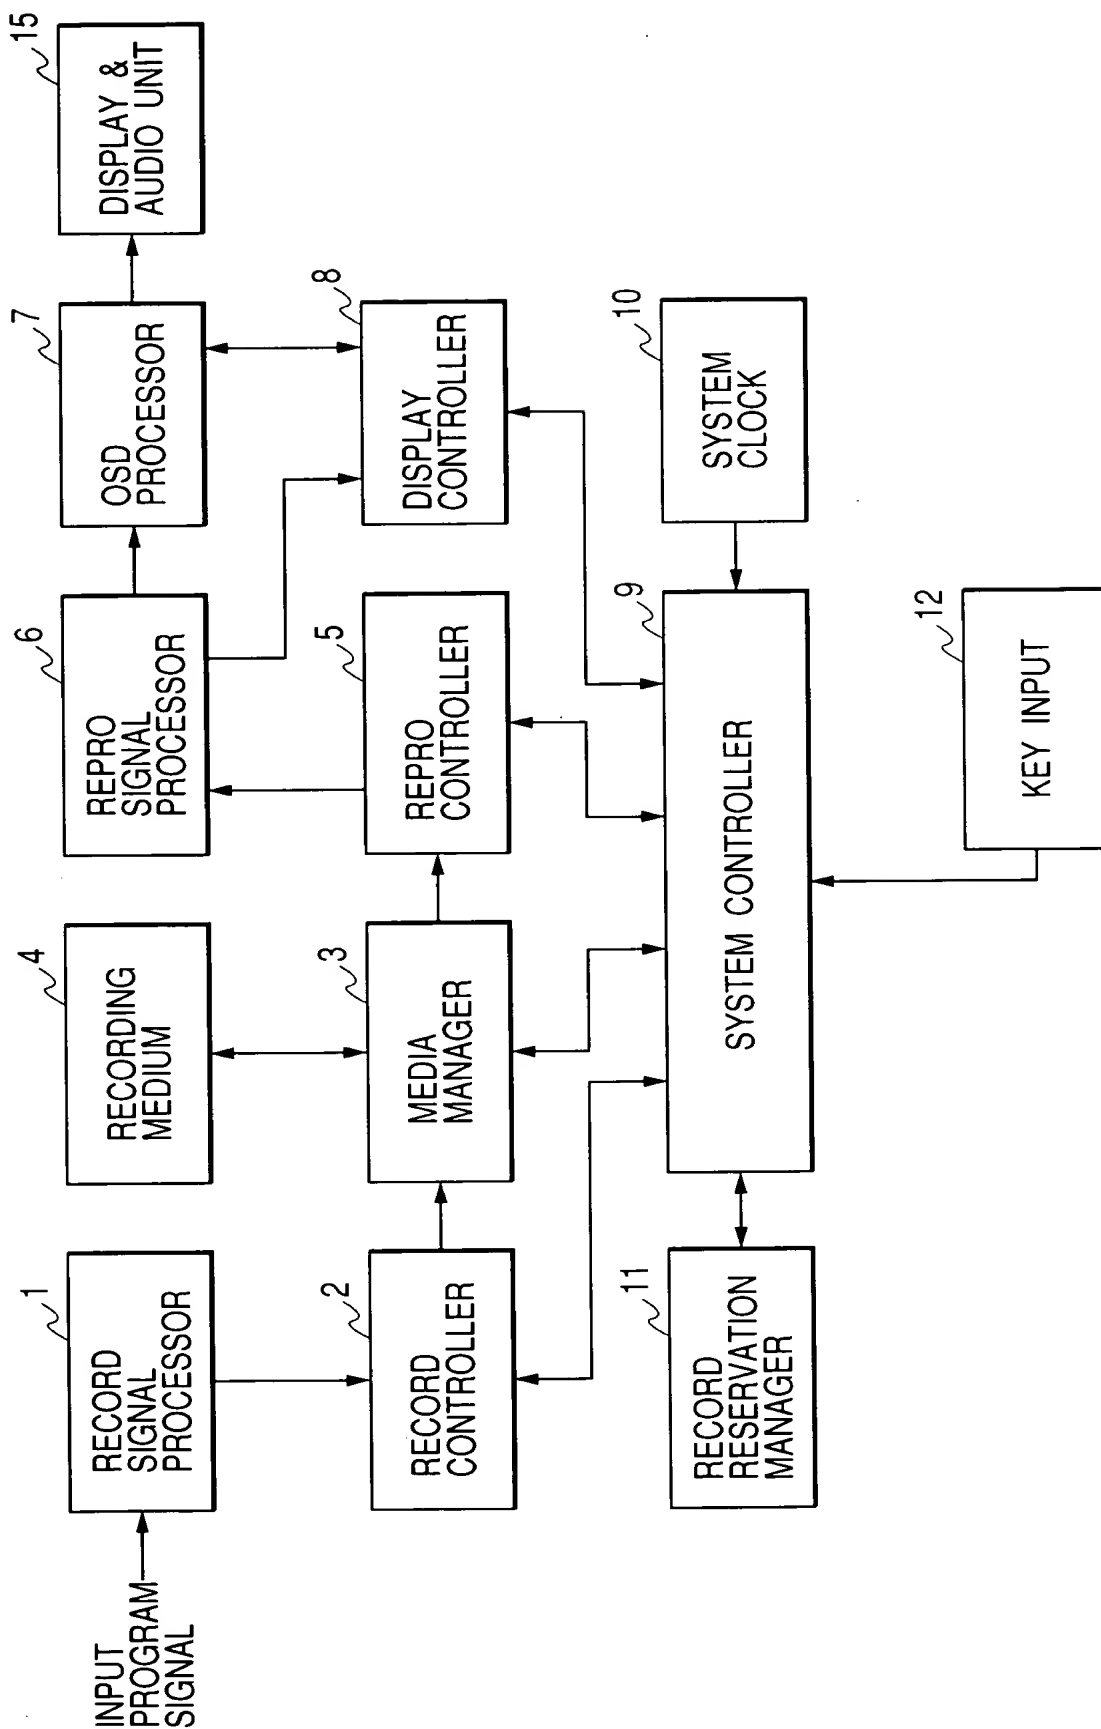 INPUT
PROGRAM
SIGNAL
1
RECORD
SIGNAL
PROCESSOR
4
RECORDING
MEDIUM
6
REPRO
SIGNAL
PROCESSOR
7
OSD
PROCESSOR
15
DISPLAY &
AUDIO UNIT
2
RECORD
CONTROLLER
3
MEDIA
MANAGER
5
REPRO
CONTROLLER
8
DISPLAY
CONTROLLER
11
RECORD
RESERVATION
MANAGER
9
SYSTEM CONTROLLER
10
SYSTEM
CLOCK
12
KEY INPUT